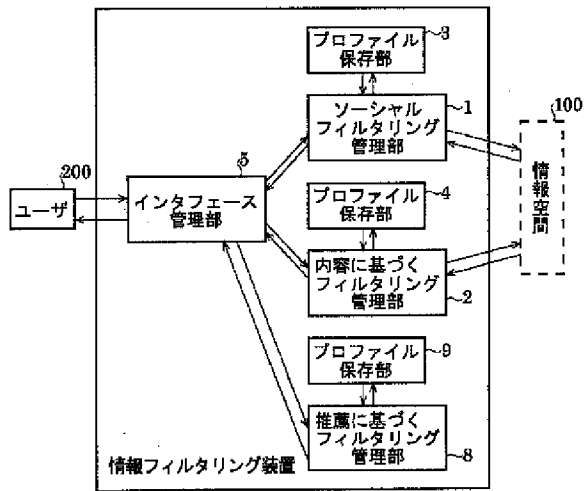 プロファイル
保存部
3
ソーシャル
フィルタリング
管理部
1
100
情報空間
5
インタフェース
管理部
200
ユーザ
プロファイル
保存部
4
内容に基づく
フィルタリング
管理部
2
プロファイル
保存部
9
推薦に基づく
フィルタリング
管理部
8
情報フィルタリング装置